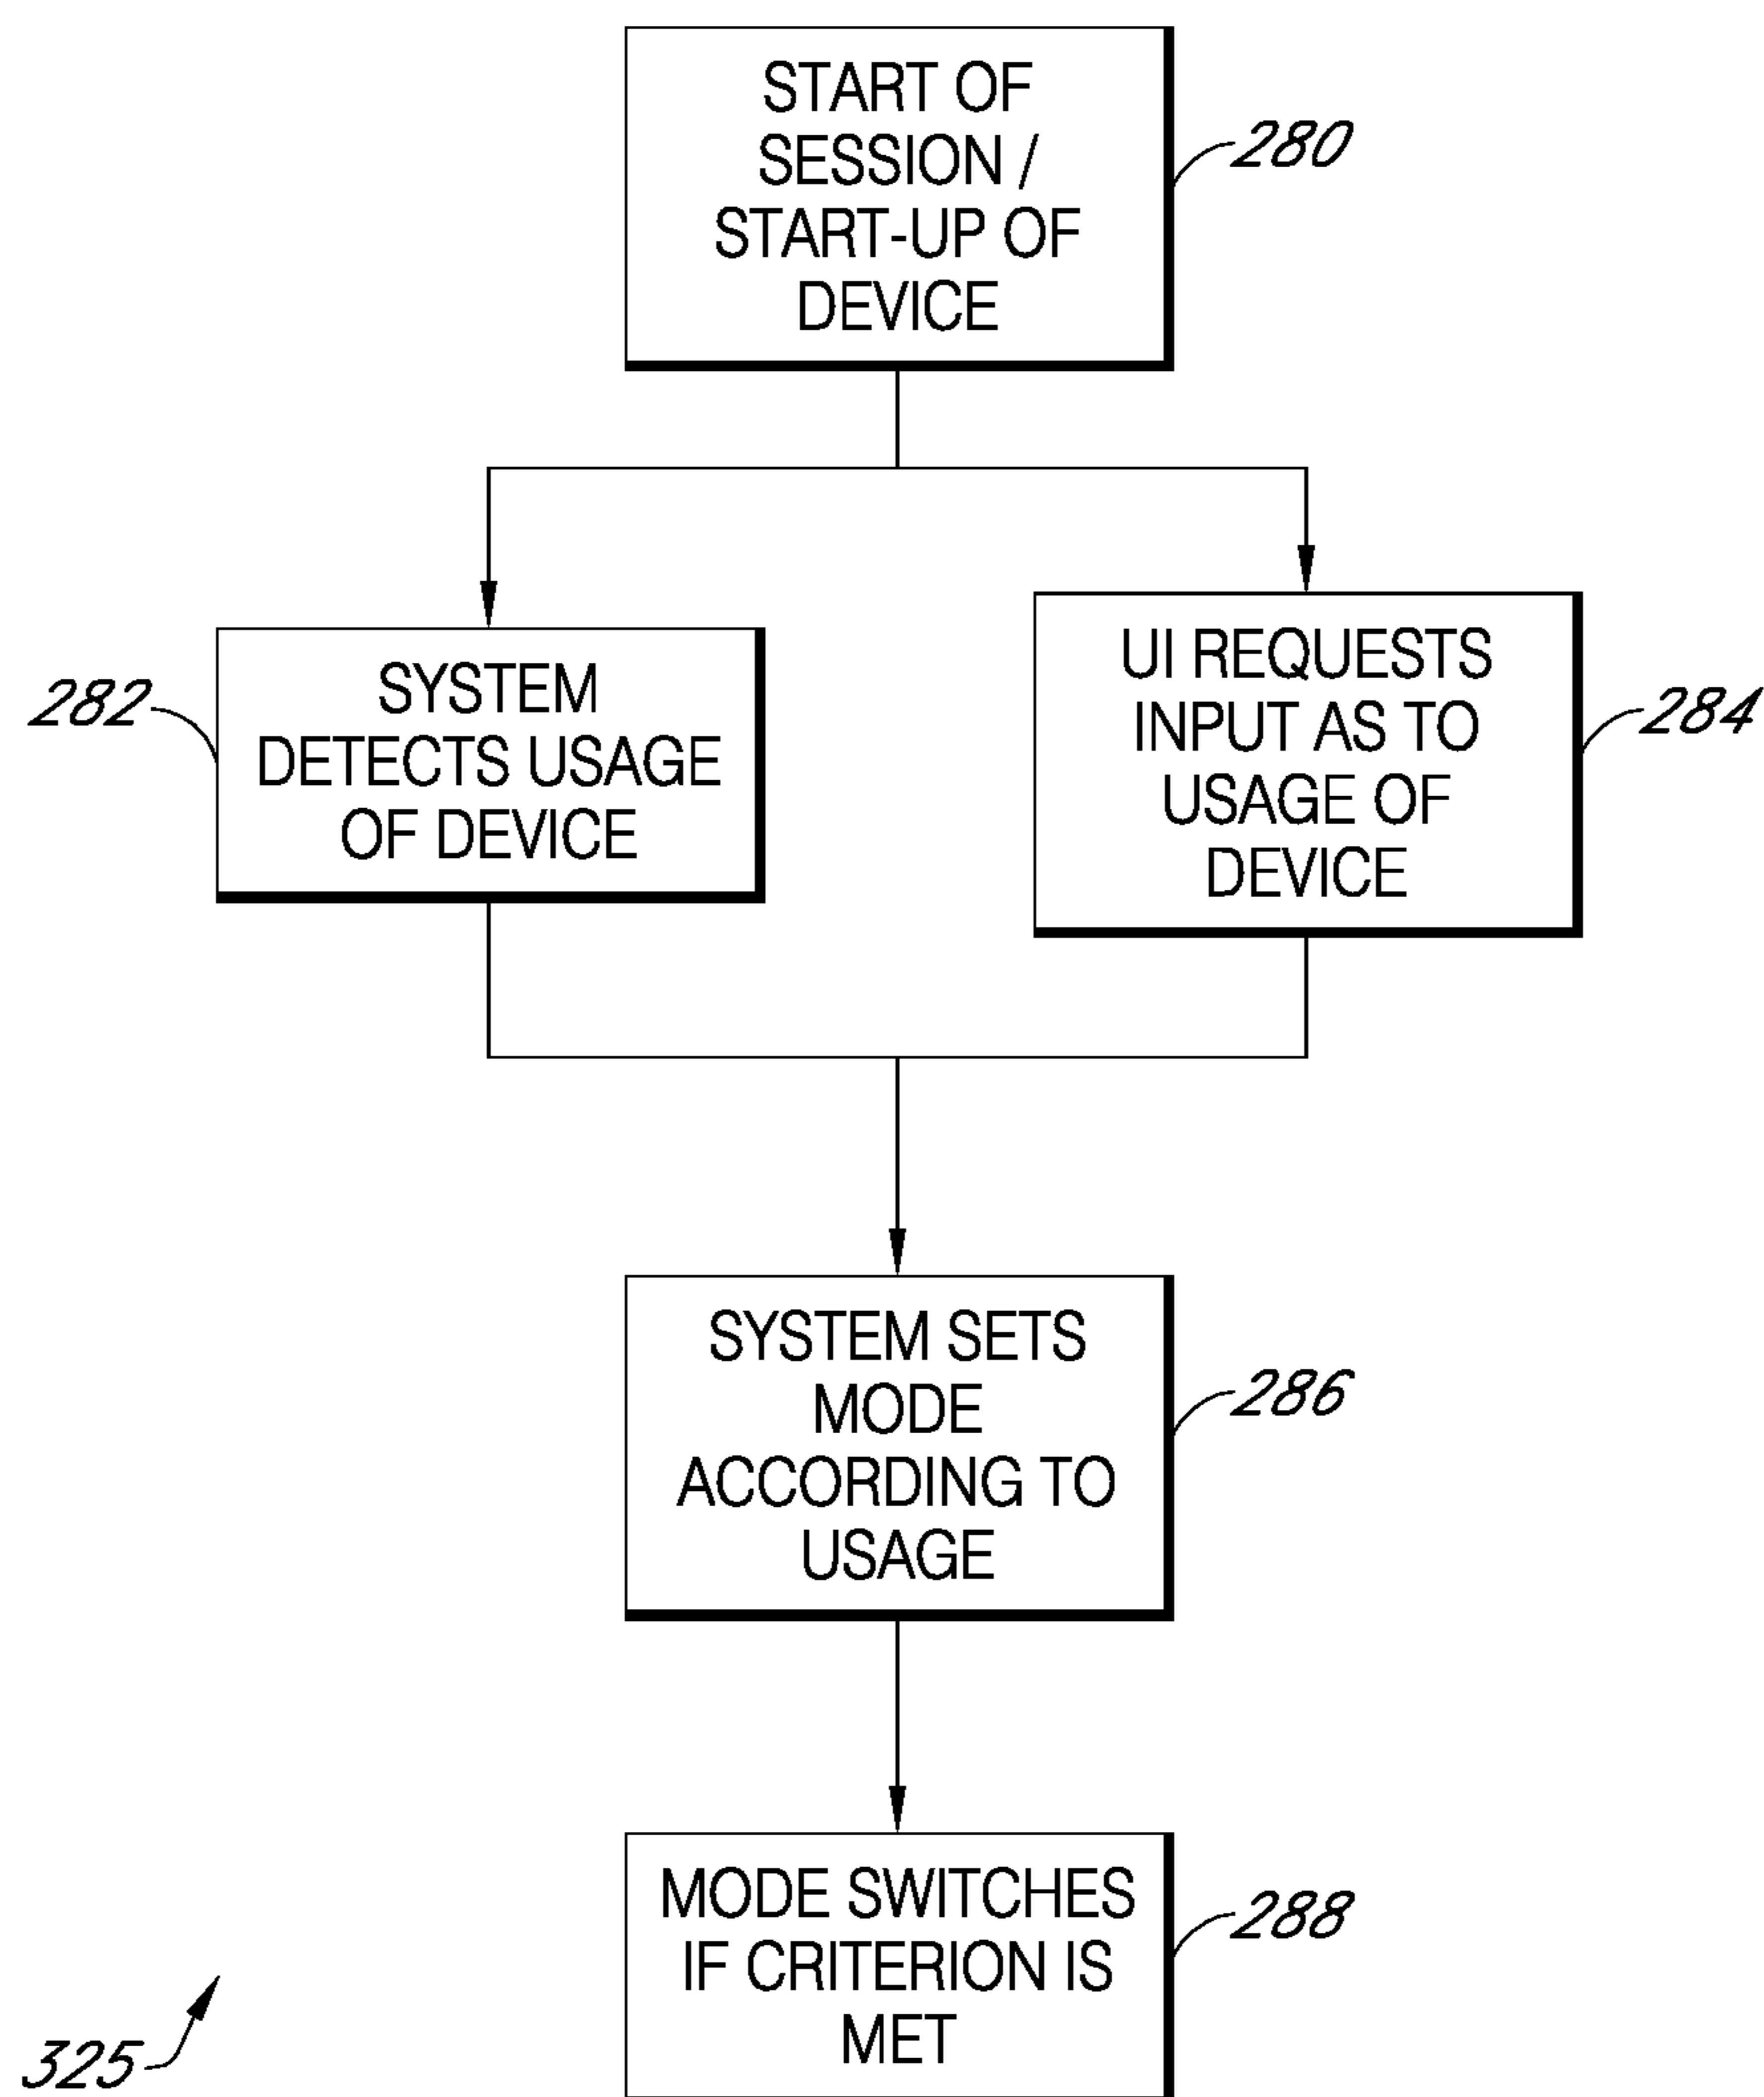 START OF
SESSION /
START-UP OF
DEVICE
280
SYSTEM
DETECTS USAGE
OF DEVICE
282
UI REQUESTS
INPUT AS TO
USAGE OF
DEVICE
284
SYSTEM SETS
MODE
ACCORDING TO
USAGE
286
MODE SWITCHES
IF CRITERION IS
MET
288
325